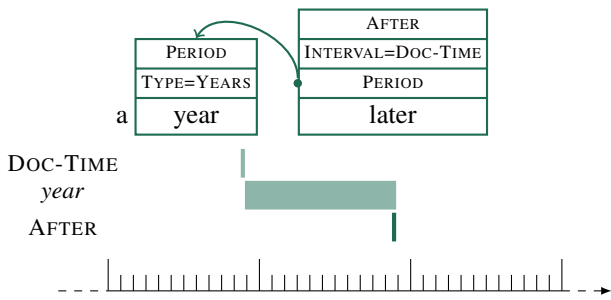 AFTER
PERIOD INTERVAL=DOC-TIME
TYPE=YEARS PERIOD
a year later
DOC-TIME
year
AFTER